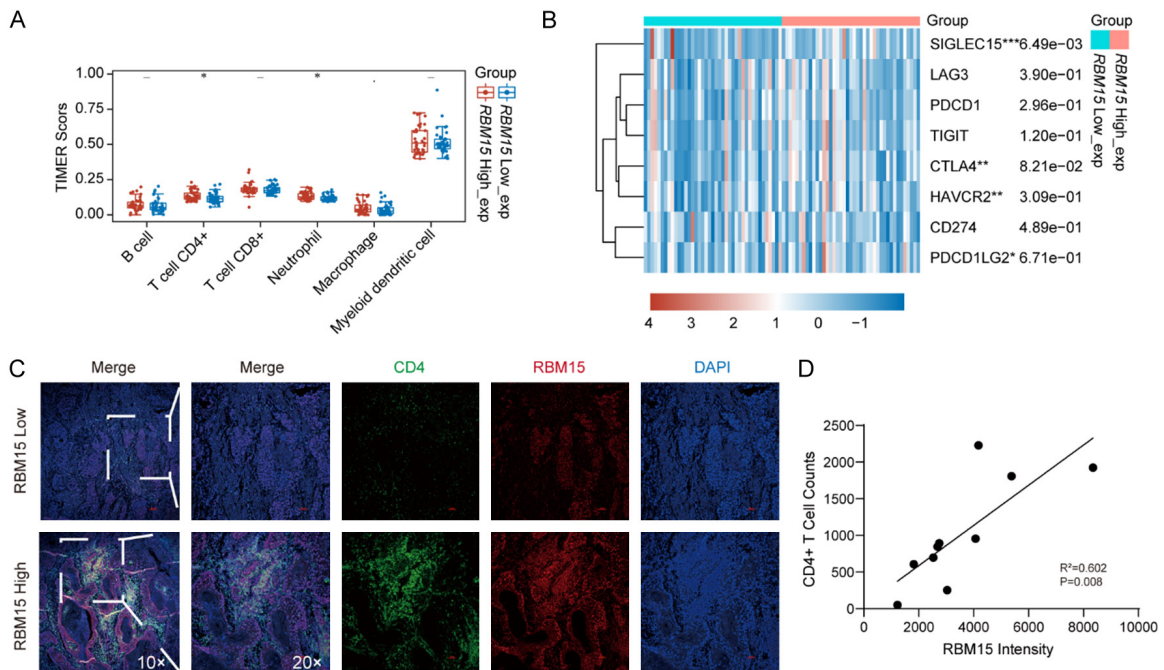 A
TIMER Scores
1.00
0.75
0.50
0.25
0.00
– * – * . –
B cell
T cell CD4+
T cell CD8+
Neutrophil
Macrophage
Myeloid dendritic cell
Group
RBM15 High_exp
RBM15 Low_exp
B
Group
SIGLEC15***6.49e−03
LAG3 3.90e−01
PDCD1 2.96e−01
TIGIT 1.20e−01
CTLA4** 8.21e−02
HAVCR2** 3.09e−01
CD274 4.89e−01
PDCD1LG2* 6.71e−01
Group
RBM15 High_exp
RBM15 Low_exp
4 3 2 1 0 −1
C
Merge Merge CD4 RBM15 DAPI
RBM15 Low
RBM15 High
10× 20×
D
CD4+ T Cell Counts
2500
2000
1500
1000
500
0
R²=0.602
P=0.008
0 2000 4000 6000 8000 10000
RBM15 Intensity